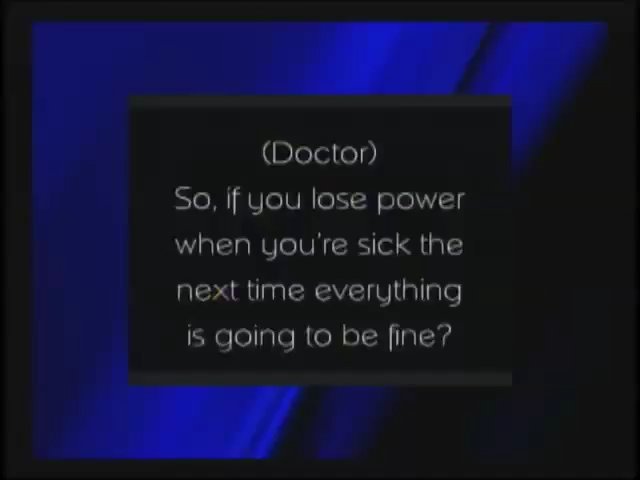 (Doctor)
So, if you lose power
when you're sick the
next time everything
is going to be fine?